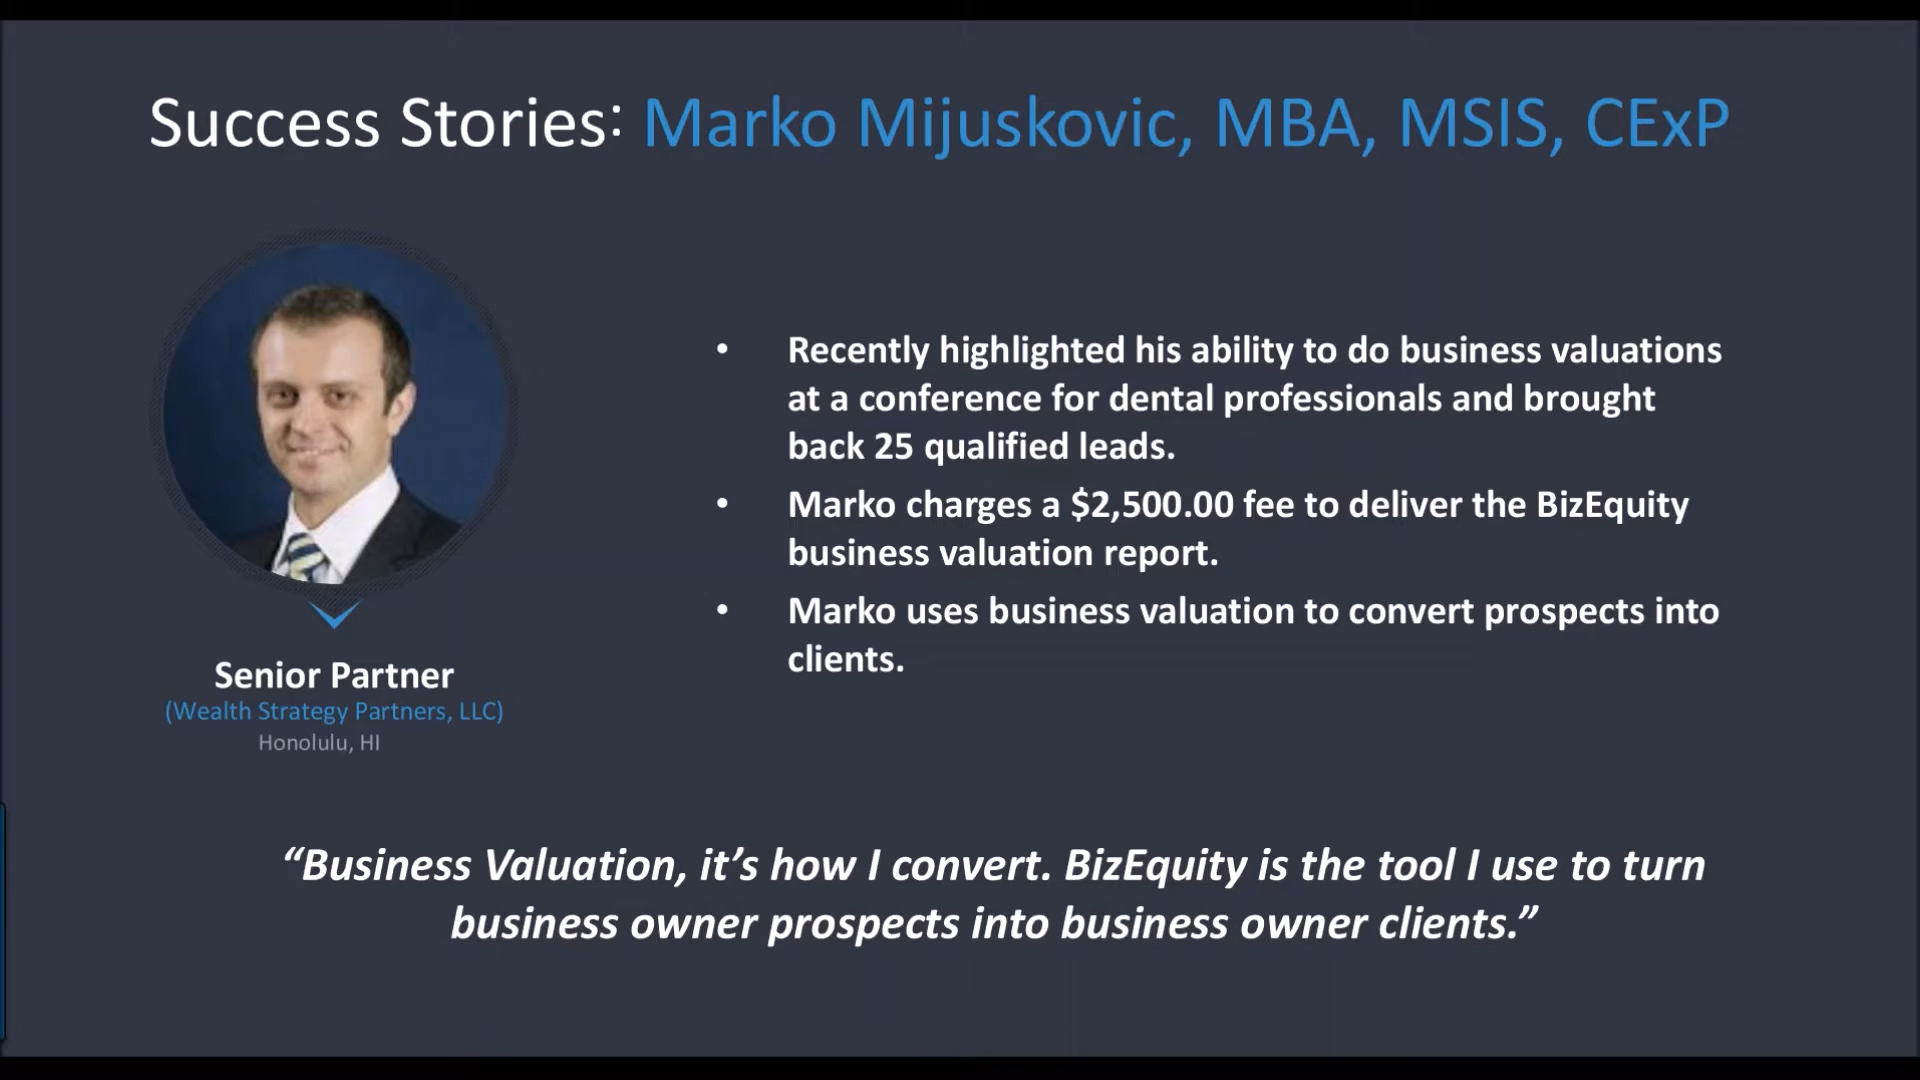 Success Stories: Marko Mijuskovic, MBA, MSIS, CExP
• Recently highlighted his ability to do business valuations
at a conference for dental professionals and brought
back 25 qualified leads.
• Marko charges a $2,500.00 fee to deliver the BizEquity
business valuation report.
• Marko uses business valuation to convert prospects into
clients.
Senior Partner
(Wealth Strategy Partners, LLC)
Honolulu, HI
“Business Valuation, it’s how I convert. BizEquity is the tool I use to turn
business owner prospects into business owner clients.”